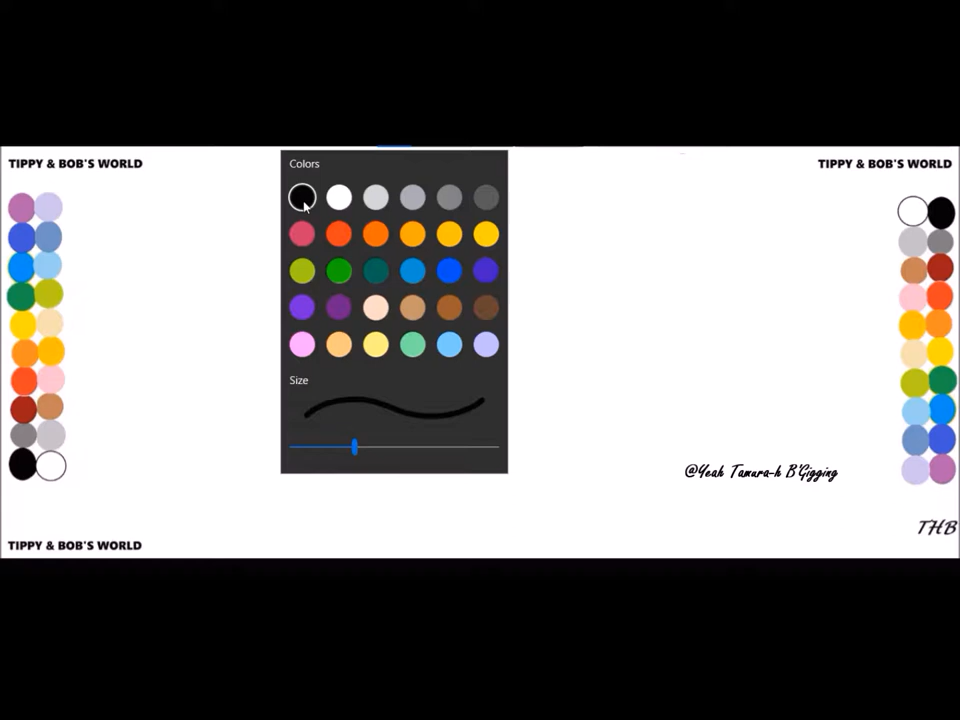 TIPPY & BOB'S WORLD
Colors
TIPPY & BOB'S WORLD
Size
@Yeah Tamura-h B'Gigging
THB
TIPPY & BOB'S WORLD